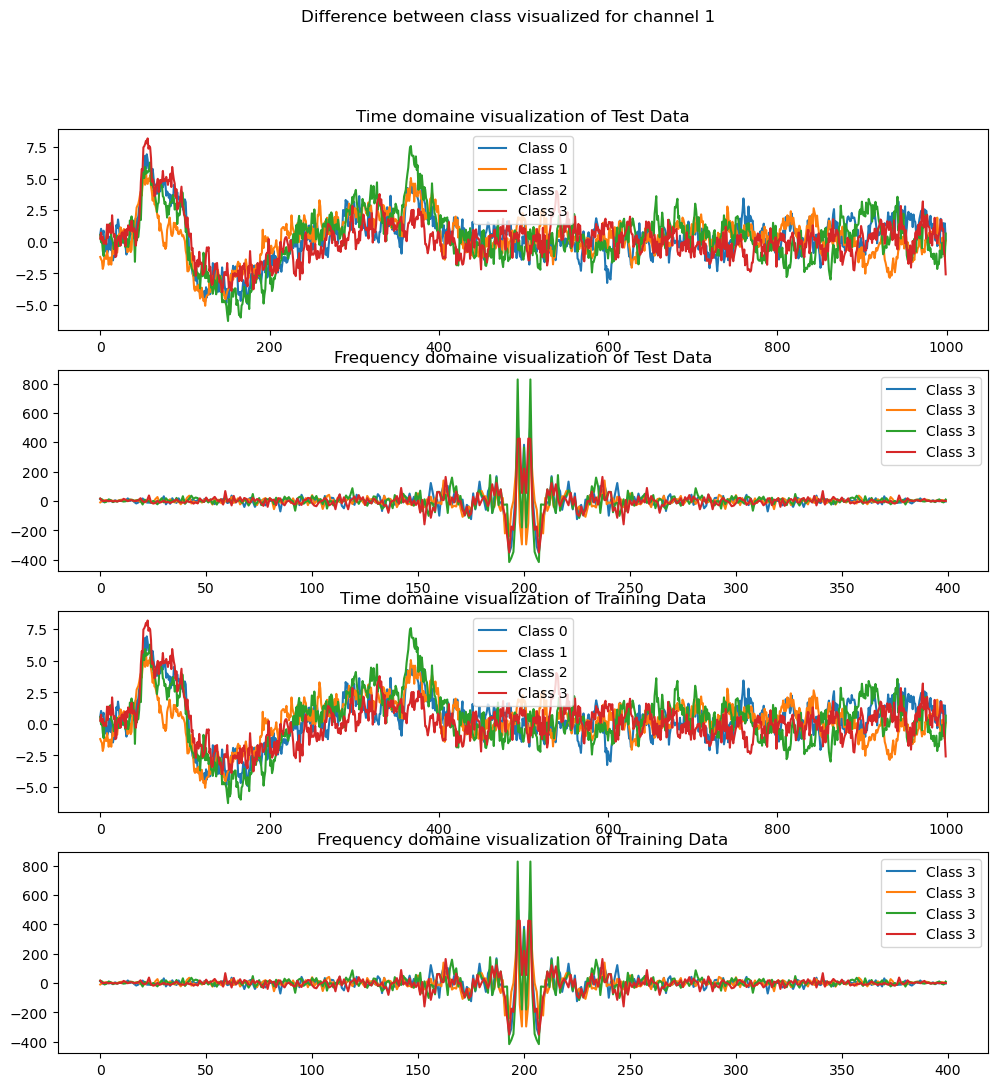 Difference between class visualized for channel 1
Time domaine visualization of Test Data
7.5
5.0
2.5
0.0
−2.5
−5.0
Class 0
Class 1
Class 2
Class 3
0 200 400 600 800 1000
Frequency domaine visualization of Test Data
800
600
400
200
0
−200
−400
Class 3
Class 3
Class 3
Class 3
0 50 100 150 200 250 300 350 400
Time domaine visualization of Training Data
7.5
5.0
2.5
0.0
−2.5
−5.0
Class 0
Class 1
Class 2
Class 3
0 200 400 600 800 1000
Frequency domaine visualization of Training Data
800
600
400
200
0
−200
−400
Class 3
Class 3
Class 3
Class 3
0 50 100 150 200 250 300 350 400